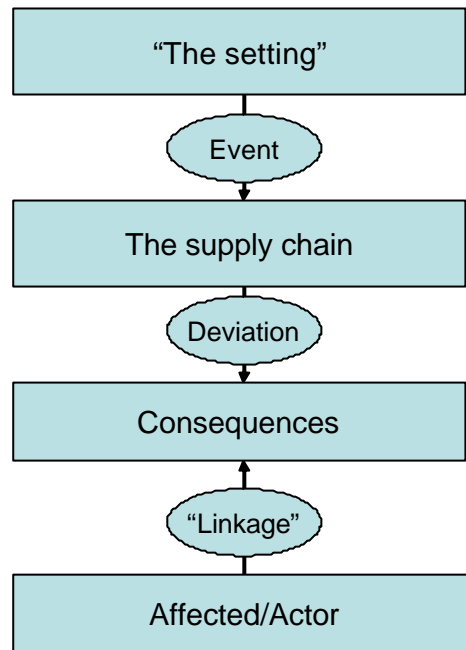 “The setting”
Event
The supply chain
Deviation
Consequences
“Linkage”
Affected/Actor